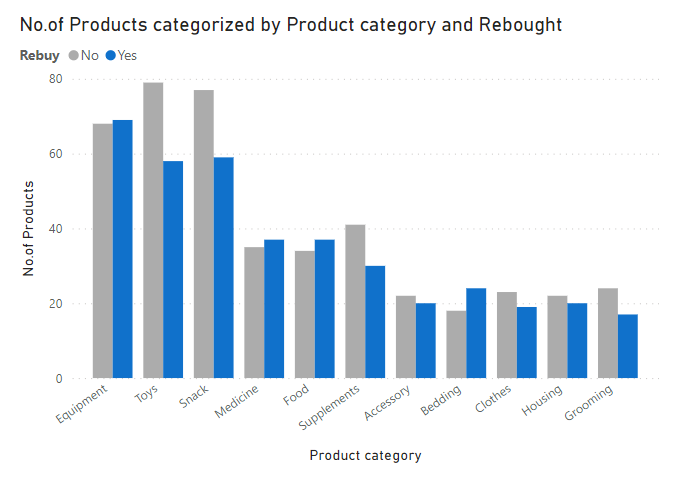 No.of Products categorized by Product category and Rebought
Rebuy No Yes
80
60
40
20
0
No.of Products
Equipment
Toys
Snack
Medicine
Food
Supplements
Accessory
Bedding
Clothes
Housing
Grooming
Product category